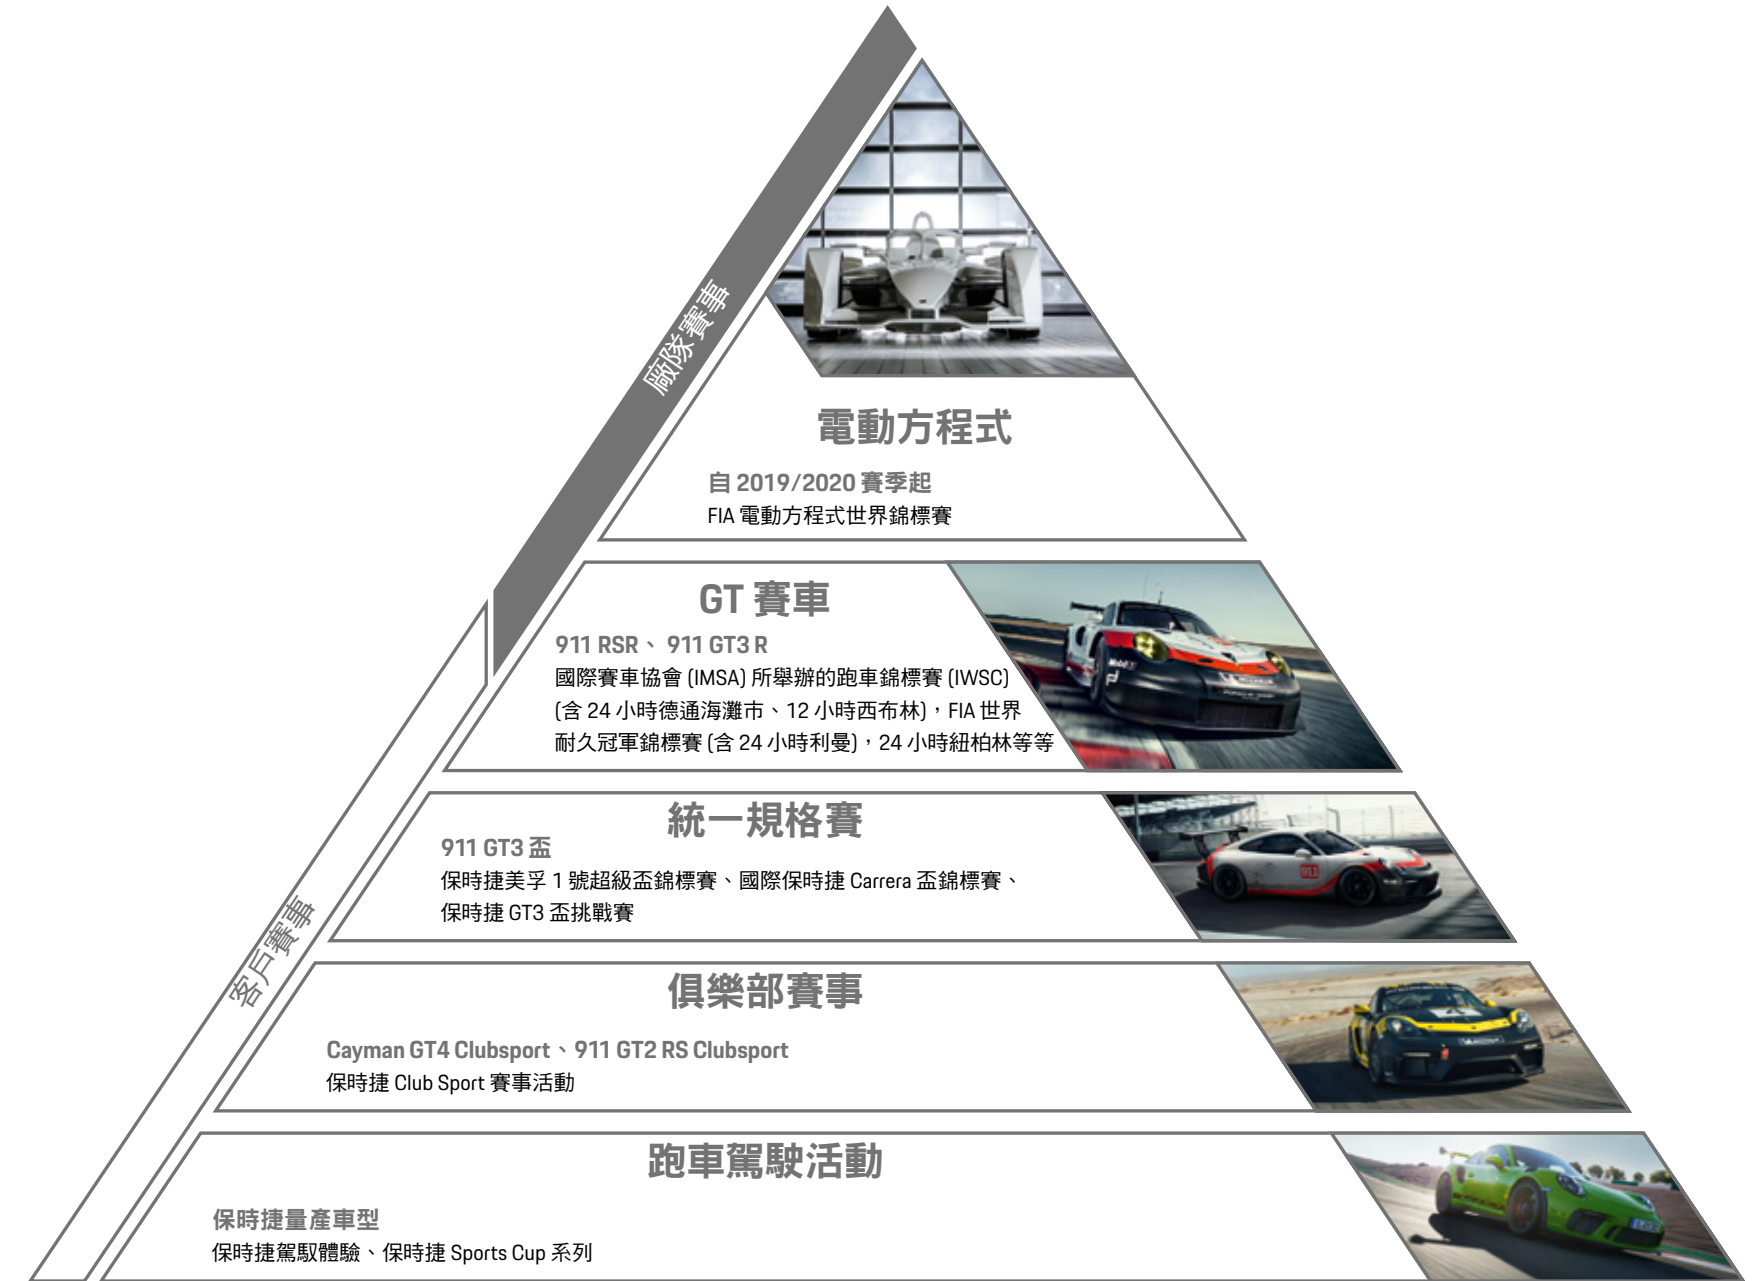 廠隊賽事
電動方程式
自 2019/2020 賽季起
FIA 電動方程式世界錦標賽
GT 賽車
911 RSR、 911 GT3 R
國際賽車協會 (IMSA) 所舉辦的跑車錦標賽 (IWSC)
(含 24 小時德通海灘市、12 小時西布林)，FIA 世界
耐久冠軍錦標賽 (含 24 小時利曼)，24 小時紐柏林等等
統一規格賽
911 GT3 盃
保時捷美孚 1 號超級盃錦標賽、國際保時捷 Carrera 盃錦標賽、
保時捷 GT3 盃挑戰賽
911
客戶賽事
俱樂部賽事
Cayman GT4 Clubsport、911 GT2 RS Clubsport
保時捷 Club Sport 賽事活動
跑車駕駛活動
保時捷量產車型
保時捷駕馭體驗、保時捷 Sports Cup 系列